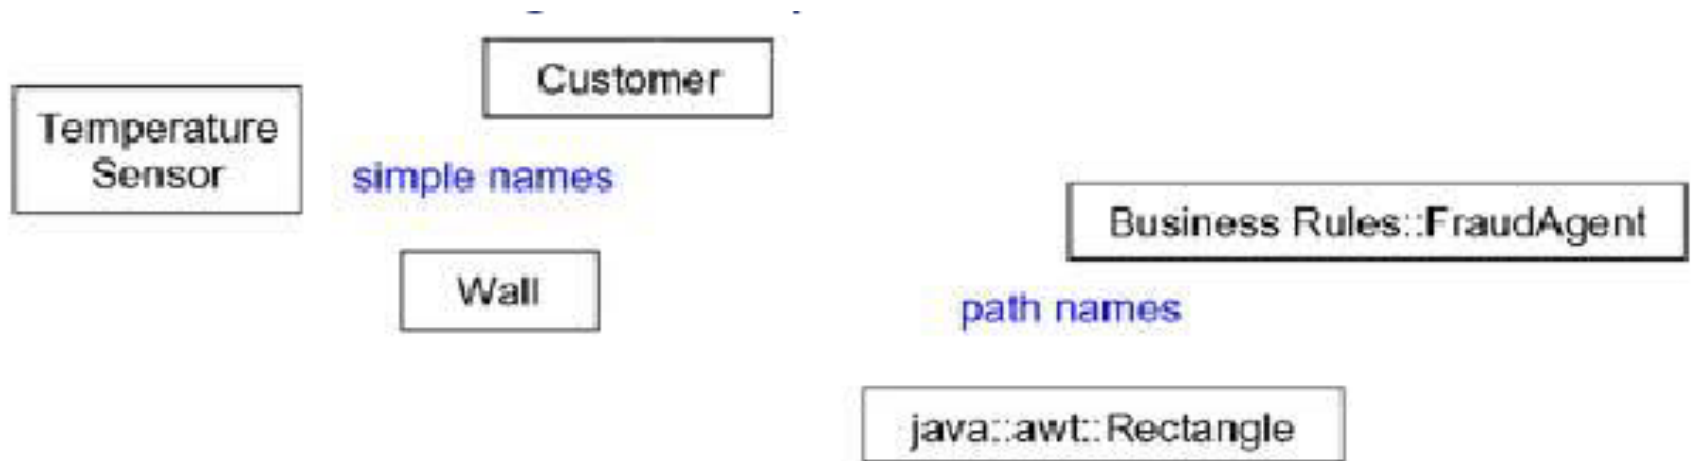 Customer
Temperature
Sensor
simple names
Business Rules::FraudAgent
Wall
path names
java::awt::Rectangle